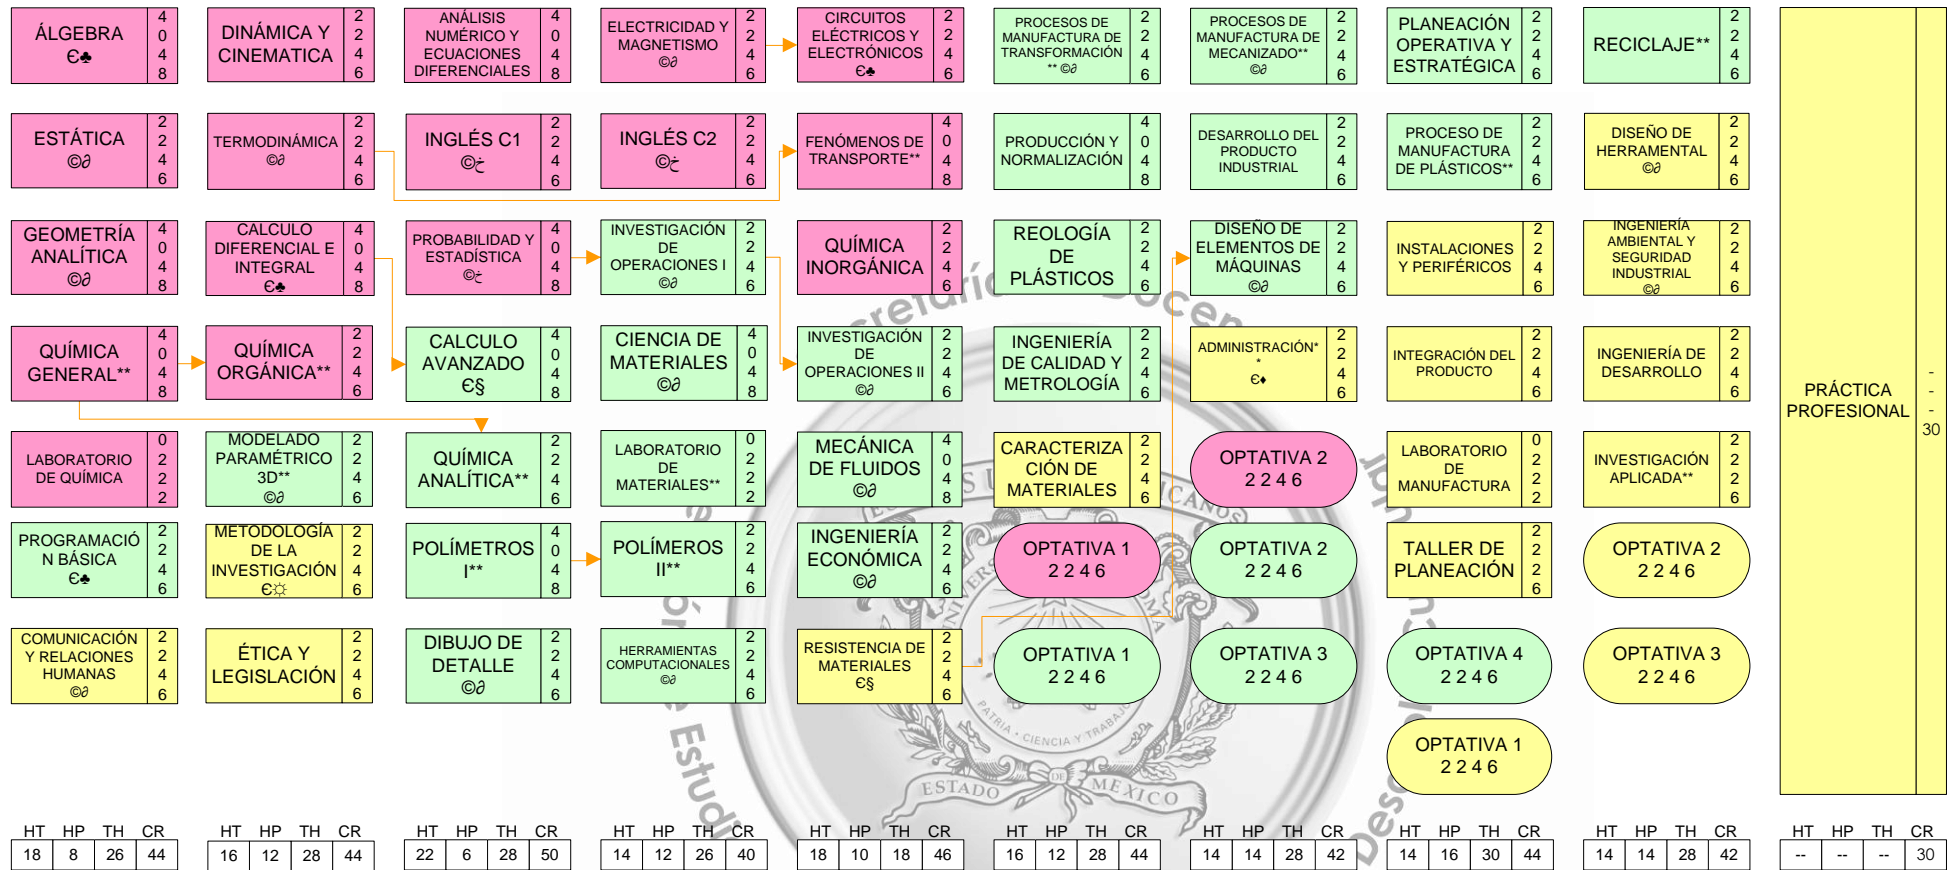 ÁLGEBRA
Є♣
4
0
4
8
DINÁMICA Y
CINEMATICA
2
2
4
6
ANÁLISIS
NUMÉRICO Y
ECUACIONES
DIFERENCIALES
4
0
4
8
ELECTRICIDAD Y
MAGNETISMO
©∂
2
2
4
6
CIRCUITOS
ELÉCTRICOS Y
ELECTRÓNICOS
Є♣
2
2
4
6
PROCESOS DE
MANUFACTURA DE
TRANSFORMACIÓN
** ©∂
2
2
4
6
PROCESOS DE
MANUFACTURA DE
MECANIZADO**
©∂
2
2
4
6
PLANEACIÓN
OPERATIVA Y
ESTRATÉGICA
2
2
4
6
RECICLAJE**
2
2
4
6
ESTÁTICA
©∂
2
2
4
6
TERMODINÁMICA
©∂
2
2
4
6
INGLÉS C1
©خ
2
2
4
6
INGLÉS C2
©خ
2
2
4
6
FENÓMENOS DE
TRANSPORTE**
4
0
4
8
PRODUCCIÓN Y
NORMALIZACIÓN
4
0
4
8
DESARROLLO DEL
PRODUCTO
INDUSTRIAL
2
2
4
6
PROCESO DE
MANUFACTURA
DE PLÁSTICOS**
2
2
4
6
DISEÑO DE
HERRAMENTAL
©∂
2
2
4
6
GEOMETRÍA
ANALÍTICA
©∂
4
0
4
8
CALCULO
DIFERENCIAL E
INTEGRAL
Є♣
4
0
4
8
PROBABILIDAD Y
ESTADÍSTICA
©خ
4
0
4
8
INVESTIGACIÓN
DE
OPERACIONES I
©∂
2
2
4
6
QUÍMICA
INORGÁNICA
2
2
4
6
REOLOGÍA
DE
PLÁSTICOS
2
2
4
6
DISEÑO DE
ELEMENTOS DE
MÁQUINAS
©∂
2
2
4
6
INSTALACIONES
Y PERIFÉRICOS
2
2
4
6
INGENIERÍA
AMBIENTAL Y
SEGURIDAD
INDUSTRIAL
©∂
2
2
4
6
QUÍMICA
GENERAL**
4
0
4
8
QUÍMICA
ORGÁNICA**
2
2
4
6
CALCULO
AVANZADO
Є§
4
0
4
8
CIENCIA DE
MATERIALES
©∂
4
0
4
8
INVESTIGACIÓN
DE
OPERACIONES II
©∂
2
2
4
6
INGENIERÍA
DE CALIDAD Y
METROLOGÍA
2
2
4
6
ADMINISTRACIÓN*
*
Є♦
2
2
4
6
INTEGRACIÓN DEL
PRODUCTO
2
2
4
6
INGENIERÍA DE
DESARROLLO
2
2
4
6
PRÁCTICA
PROFESIONAL
-
-
-
30
LABORATORIO
DE QUÍMICA
0
2
2
2
MODELADO
PARAMÉTRICO
3D**
©∂
2
2
4
6
QUÍMICA
ANALÍTICA**
2
2
4
6
LABORATORIO
DE
MATERIALES**
0
2
2
2
MECÁNICA
DE FLUIDOS
©∂
4
0
4
8
CARACTERIZA
CIÓN DE
MATERIALES
2
2
4
6
OPTATIVA 2
2 2 4 6
LABORATORIO
DE
MANUFACTURA
0
2
2
2
INVESTIGACIÓN
APLICADA**
2
2
2
6
PROGRAMACIÓ
N BÁSICA
Є♣
2
2
4
6
METODOLOGÍA
DE LA
INVESTIGACIÓN
Є☼
2
2
4
6
POLÍMETROS
I**
4
0
4
8
POLÍMEROS
II**
2
2
4
6
INGENIERÍA
ECONÓMICA
©∂
2
2
4
6
OPTATIVA 1
2 2 4 6
OPTATIVA 2
2 2 4 6
TALLER DE
PLANEACIÓN
2
2
2
6
OPTATIVA 2
2 2 4 6
COMUNICACIÓN
Y RELACIONES
HUMANAS
©∂
2
2
4
6
ÉTICA Y
LEGISLACIÓN
2
2
4
6
DIBUJO DE
DETALLE
©∂
2
2
4
6
HERRAMIENTAS
COMPUTACIONALES
©∂
2
2
4
6
RESISTENCIA DE
MATERIALES
Є§
2
2
4
6
OPTATIVA 1
2 2 4 6
OPTATIVA 3
2 2 4 6
OPTATIVA 4
2 2 4 6
OPTATIVA 3
2 2 4 6
OPTATIVA 1
2 2 4 6
PATRIA · CIENCIA Y TRABAJO
ESTADO DE MÉXICO
HT HP TH CR
18 8 26 44
HT HP TH CR
16 12 28 44
HT HP TH CR
22 6 28 50
HT HP TH CR
14 12 26 40
HT HP TH CR
18 10 18 46
HT HP TH CR
16 12 28 44
HT HP TH CR
14 14 28 42
HT HP TH CR
14 16 30 44
HT HP TH CR
14 14 28 42
HT HP TH CR
-- -- -- 30